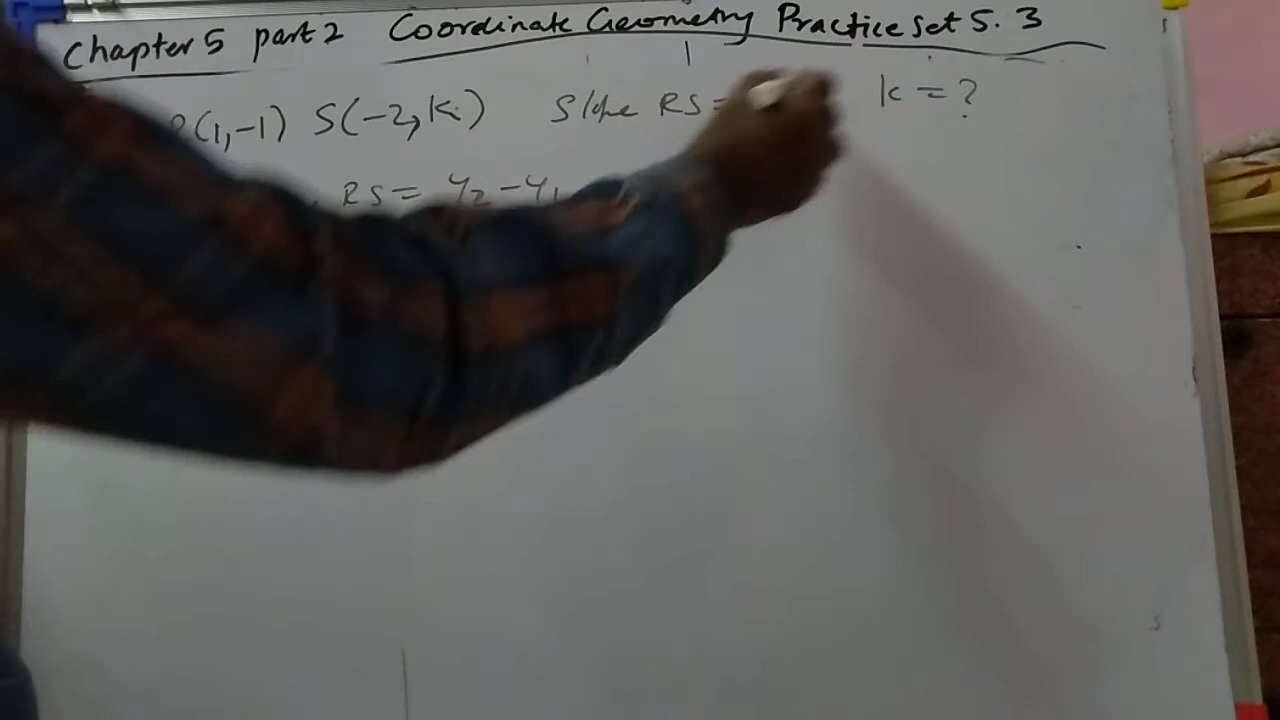 Chapter 5 part 2 Coordinate Geometry Practice Set 5.3
(1,-1) S(-2, k) Slope RS = k = ?
RS = y2 - y1